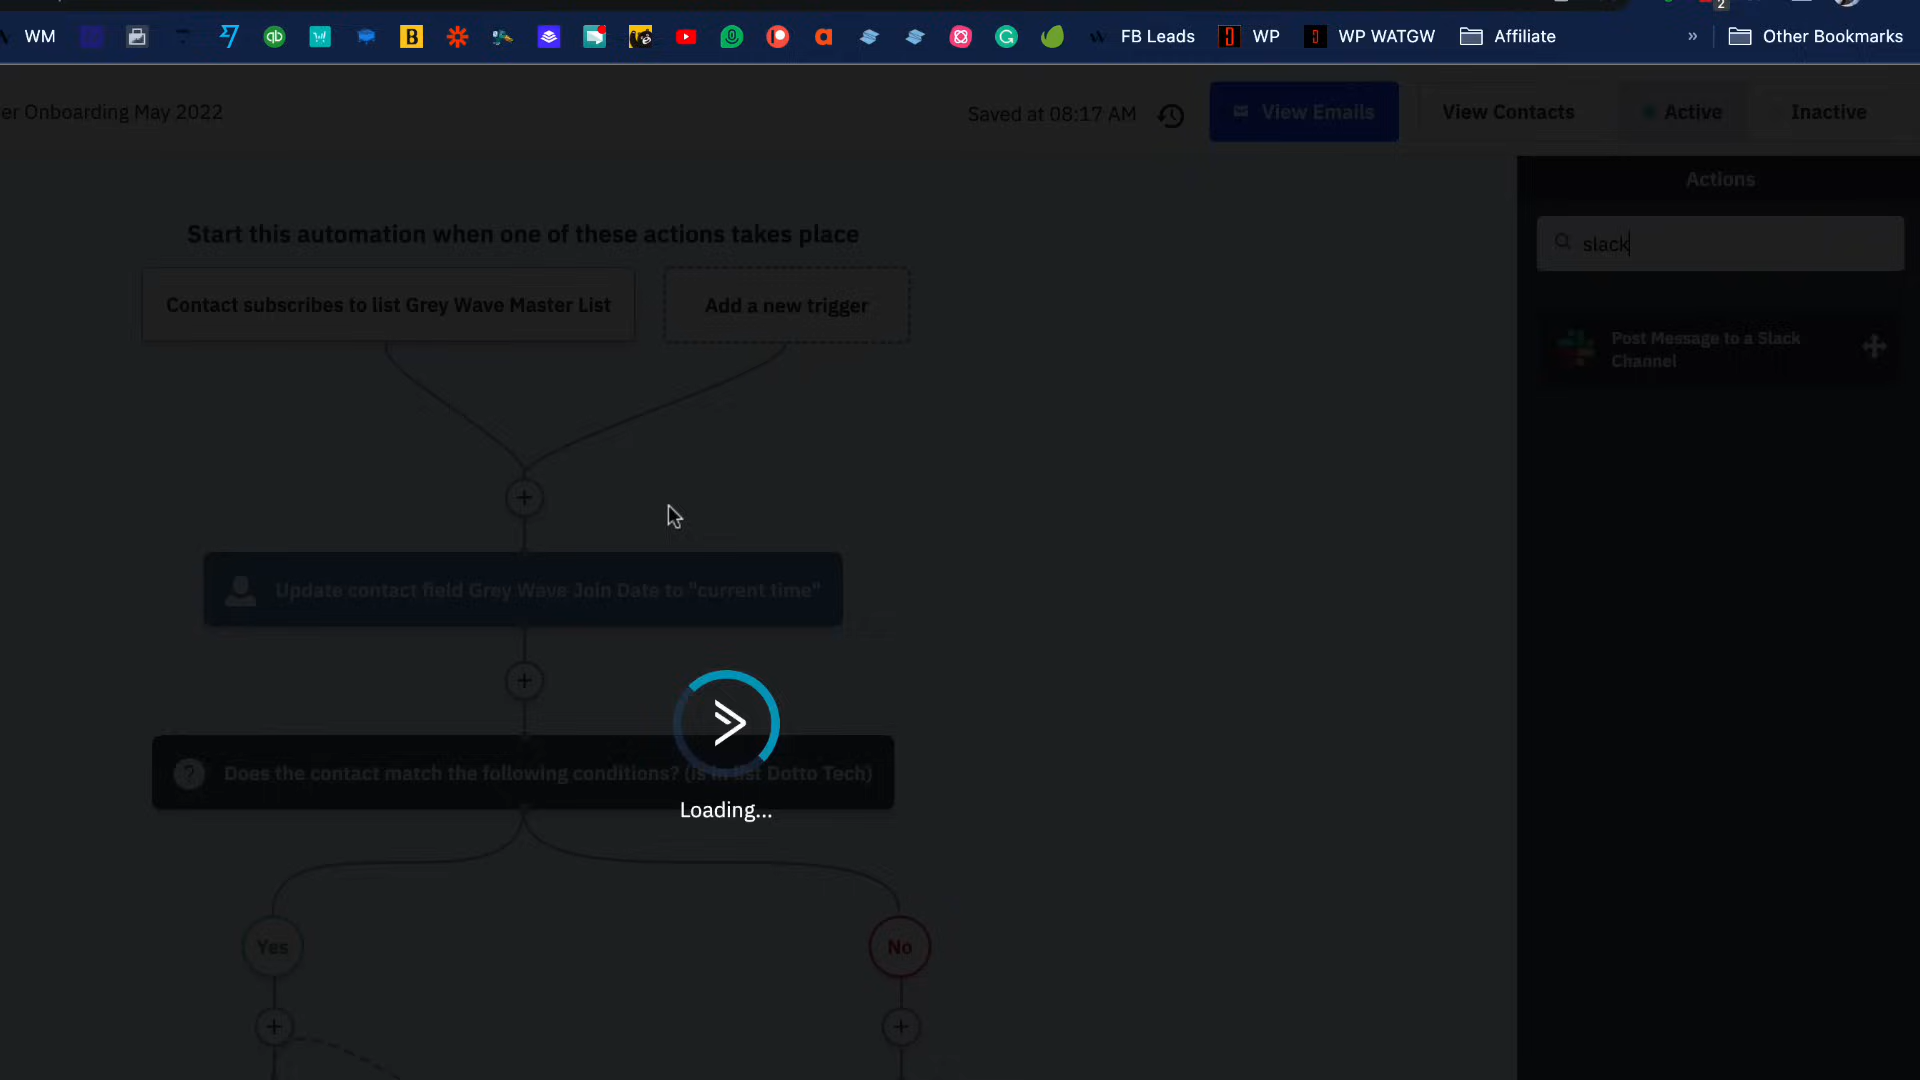 WM
FB Leads
WP
WP WATGW
Affiliate
»
Other Bookmarks
2
er Onboarding May 2022
Saved at 08:17 AM
View Emails
View Contacts
Active
Inactive
Actions
slack
Post Message to a Slack
Channel
Start this automation when one of these actions takes place
Contact subscribes to list Grey Wave Master List
Add a new trigger
+
Update contact field Grey Wave Join Date to "current time"
+
? Does the contact match the following conditions? (is in list Dotto Tech)
Loading...
Yes
No
+
+